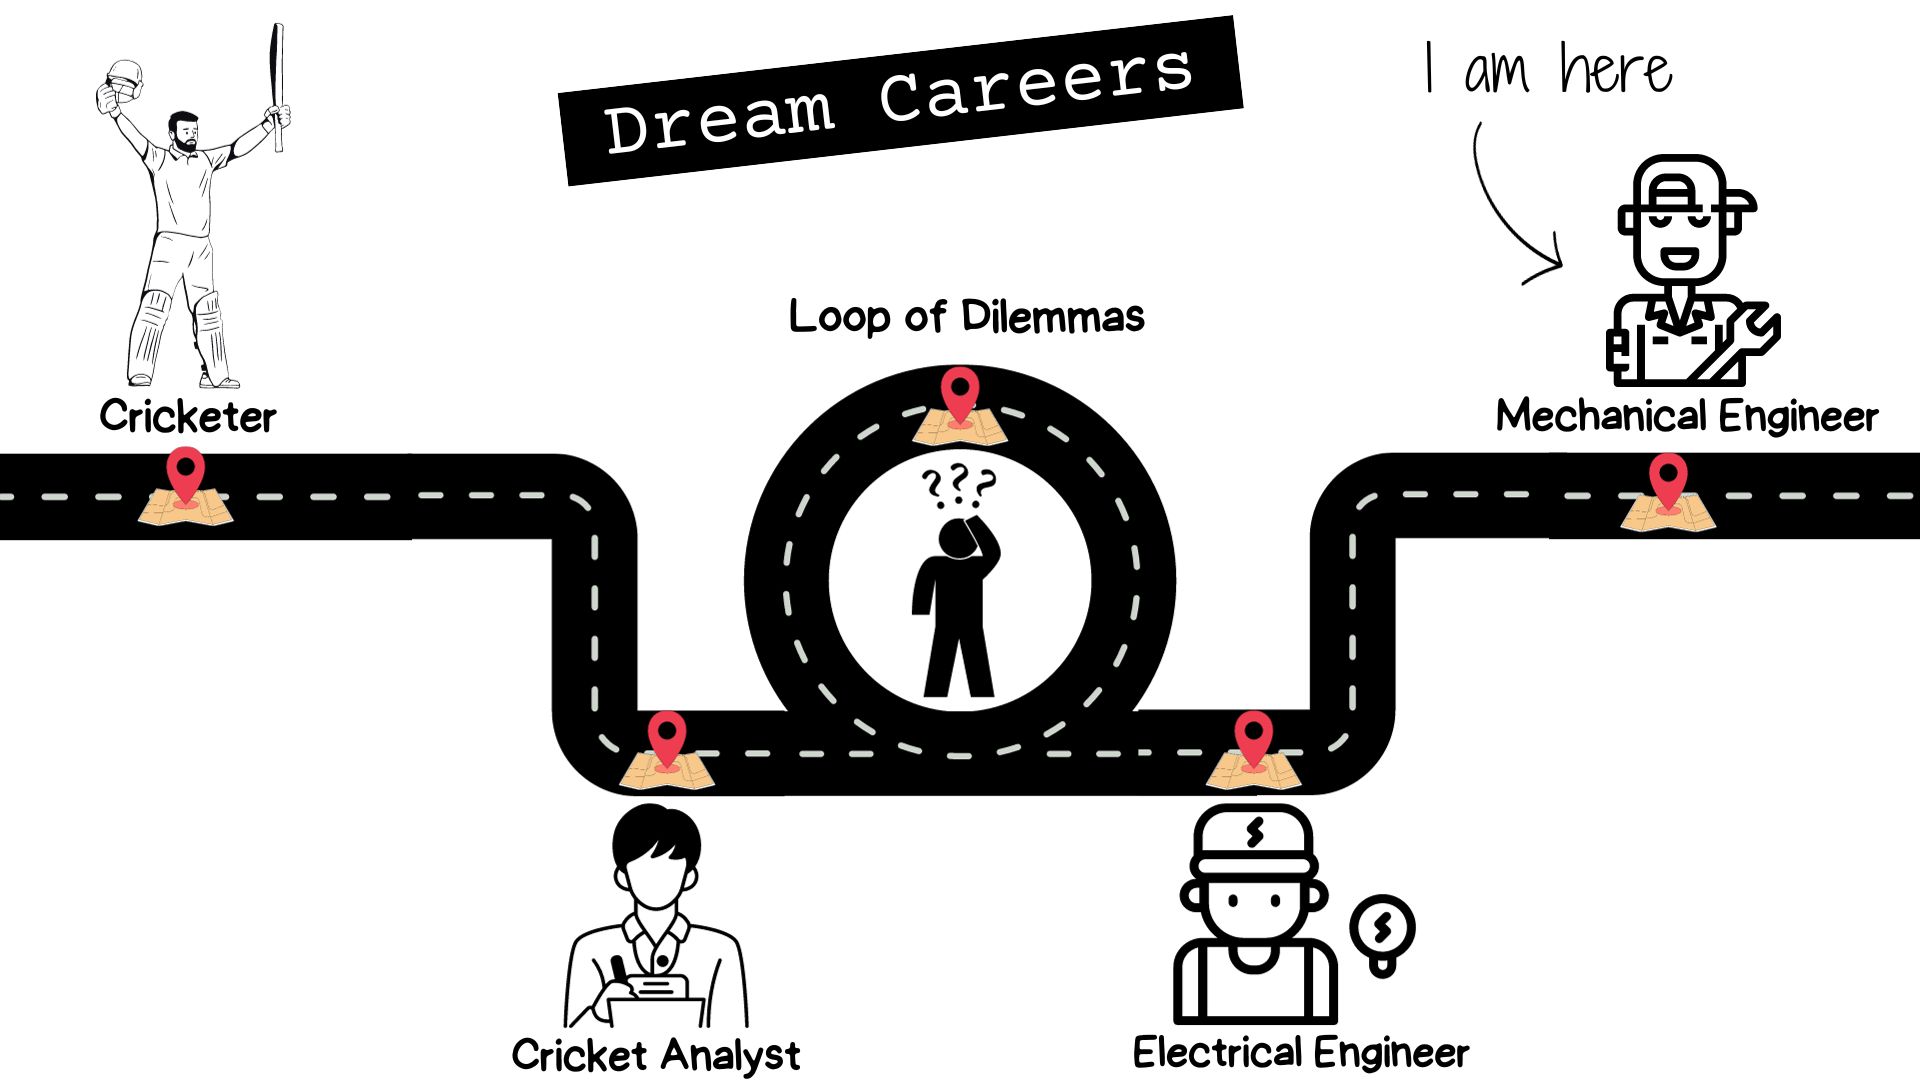 Dream Careers
I am here
Loop of Dilemmas
Cricketer
Mechanical Engineer
???
Cricket Analyst
Electrical Engineer